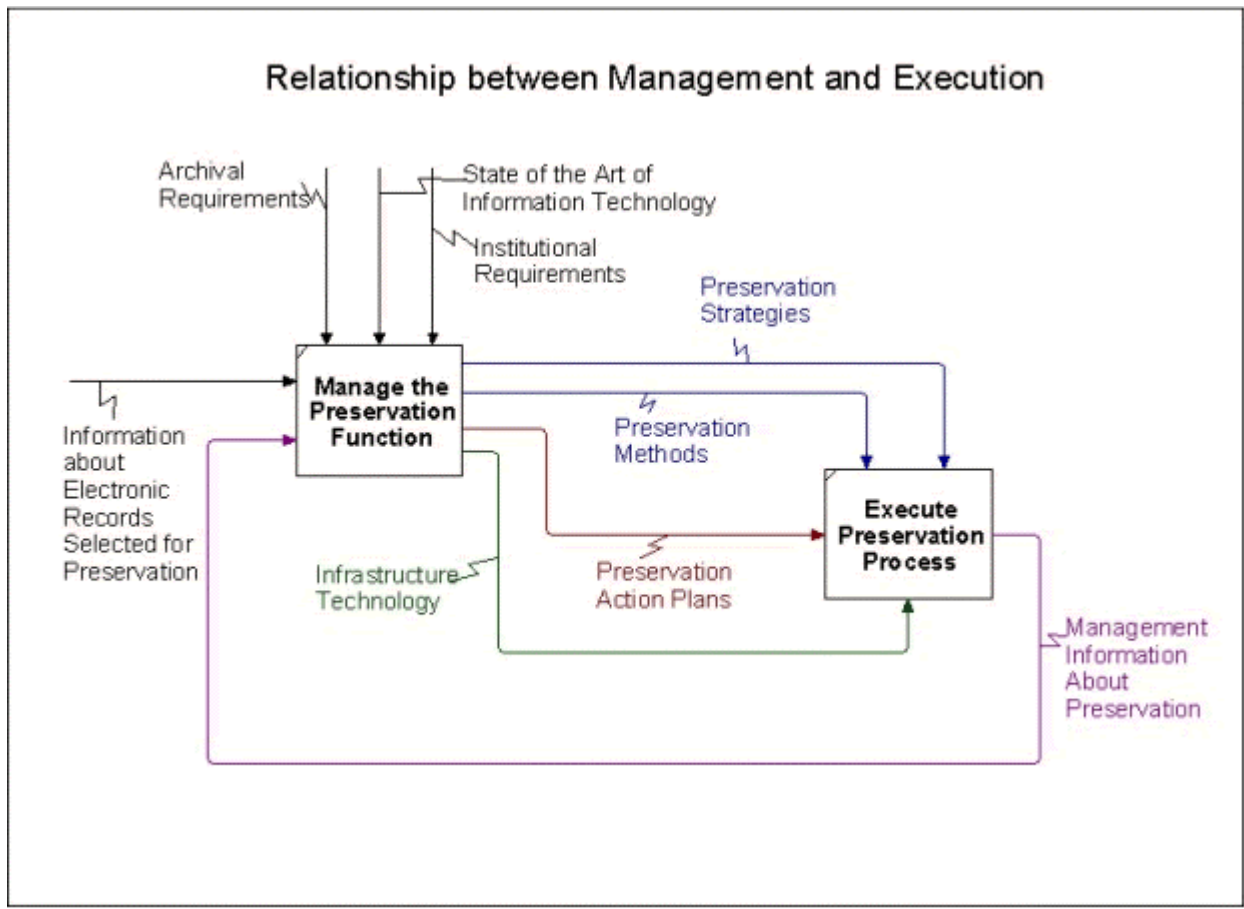 Relationship between Management and Execution
Archival
Requirements
State of the Art of
Information Technology
Institutional
Requirements
Preservation
Strategies
Manage the
Preservation
Function
Preservation
Methods
Information
about
Electronic
Records
Selected for
Preservation
Execute
Preservation
Process
Infrastructure
Technology
Preservation
Action Plans
Management
Information
About
Preservation